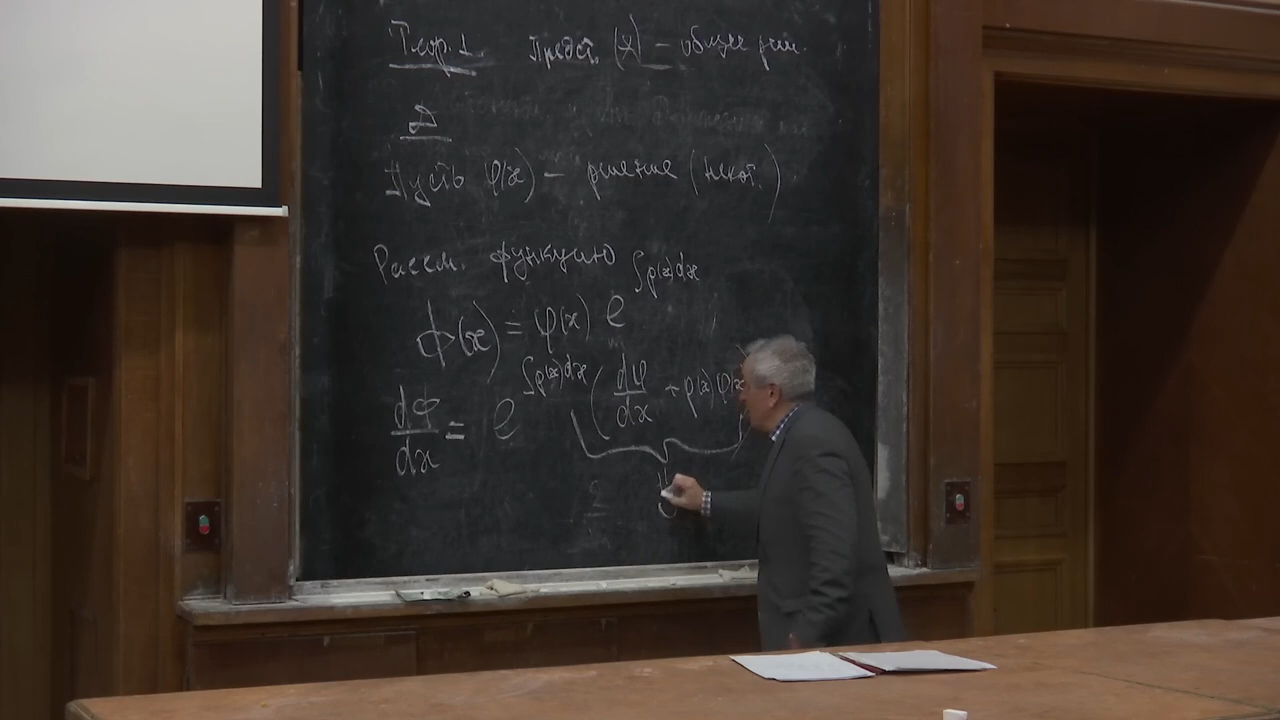 Теор. 1. Предст. (*) – общее реш.
Д
Пусть φ(x) – решение (некот.)
Рассм. функцию
Φ(x) = φ(x) e^{∫p(x)dx}
dΦ/dx = e^{∫p(x)dx} (dφ/dx + p(x)φ(x